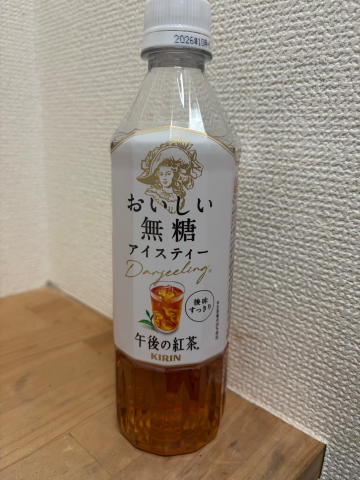 おいしい
無糖
アイスティー
Darjeeling®
後味
すっきり
午後の紅茶®
KIRIN